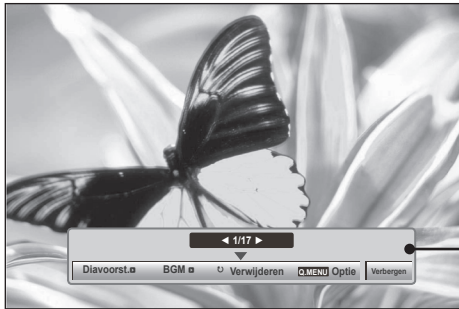 ◀ 1/17 ▶
Diavoorst. BGM ↻ Verwijderen Q.MENU Optie Verbergen